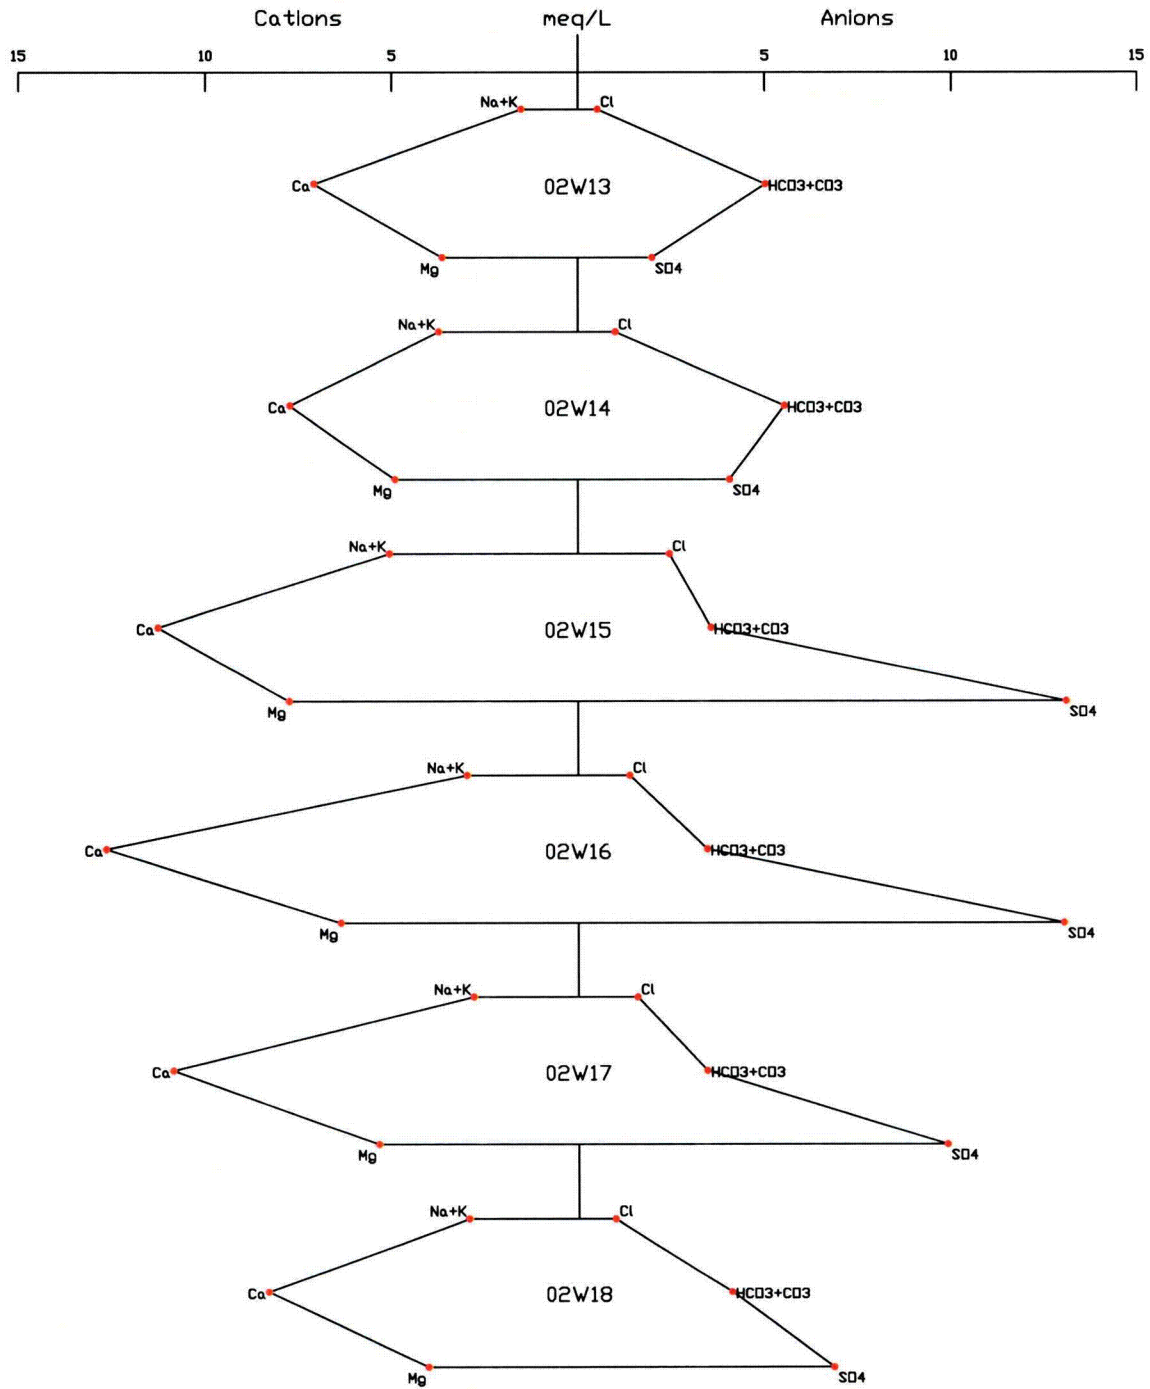 Cations meq/L Anions
15 10 5 5 10 15
Na+K Cl
Ca 02W13 HCO3+CO3
Mg SO4
Na+K Cl
Ca 02W14 HCO3+CO3
Mg SO4
Na+K Cl
Ca 02W15 HCO3+CO3
Mg SO4
Na+K Cl
Ca 02W16 HCO3+CO3
Mg SO4
Na+K Cl
Ca 02W17 HCO3+CO3
Mg SO4
Na+K Cl
Ca 02W18 HCO3+CO3
Mg SO4